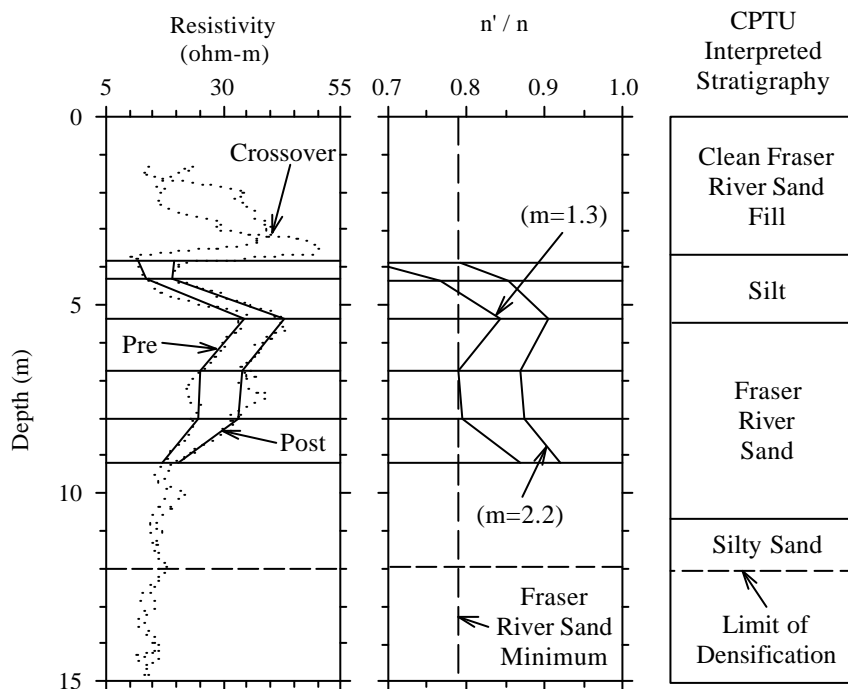 Resistivity
(ohm-m)
n' / n
CPTU
Interpreted
Stratigraphy
5
30
55
0.7
0.8
0.9
1.0
0
5
10
15
Depth (m)
Crossover
Pre
Post
(m=1.3)
(m=2.2)
Fraser
River Sand
Minimum
Clean Fraser
River Sand
Fill
Silt
Fraser
River
Sand
Silty Sand
Limit of
Densification